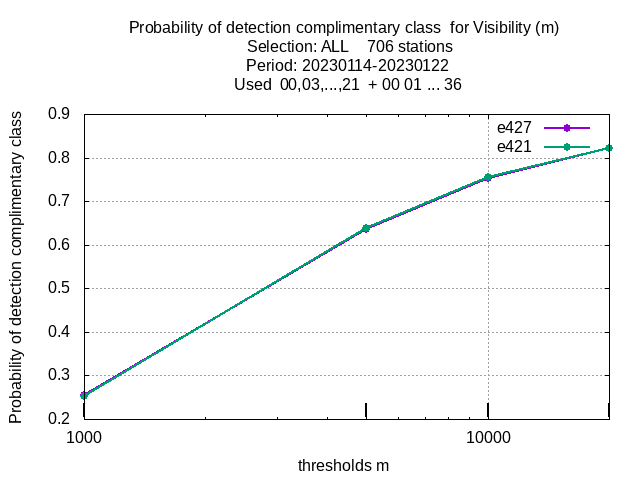 Probability of detection complimentary class  for Visibility (m)
Selection: ALL    706 stations
Period: 20230114-20230122
Used  00,03,...,21  + 00 01 ... 36
Probability of detection complimentary class
0.9
0.8
0.7
0.6
0.5
0.4
0.3
0.2
e427
e421
1000
10000
thresholds m